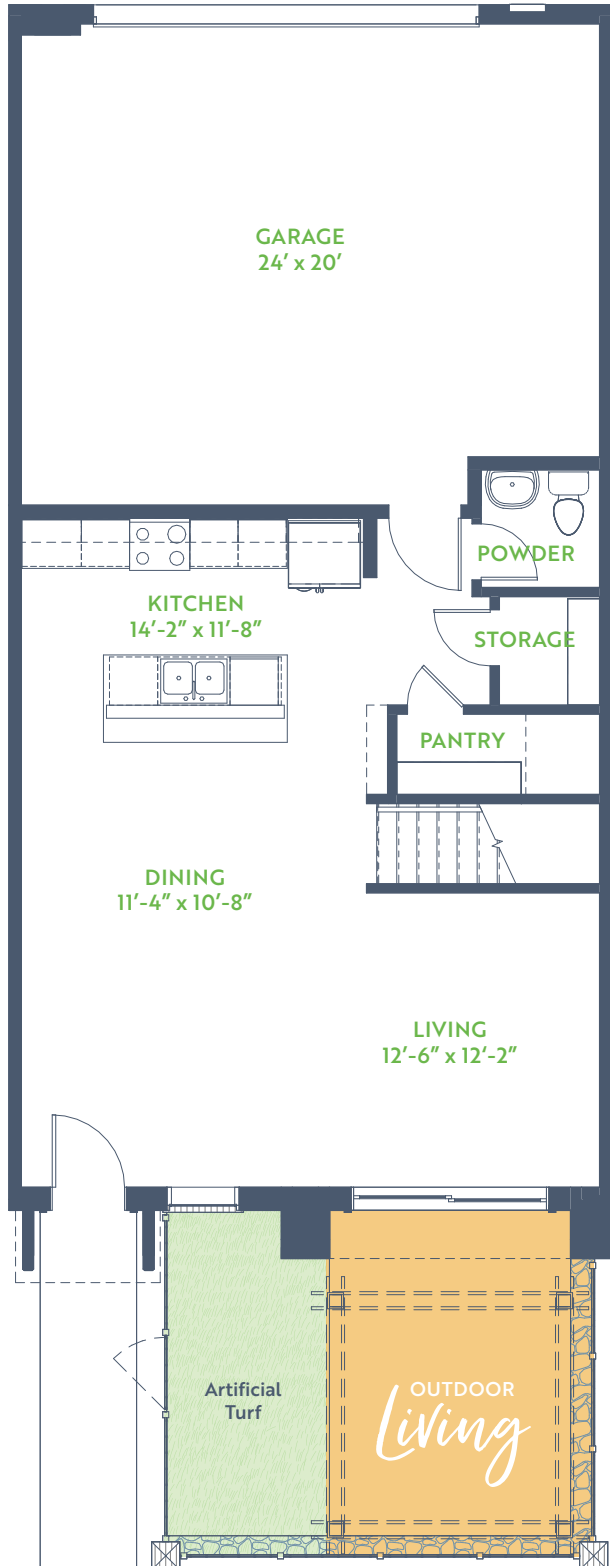 GARAGE
24’ x 20’
POWDER
KITCHEN
14’-2” x 11’-8”
STORAGE
PANTRY
DINING
11’-4” x 10’-8”
LIVING
12’-6” x 12’-2”
Artificial
Turf
OUTDOOR
Living